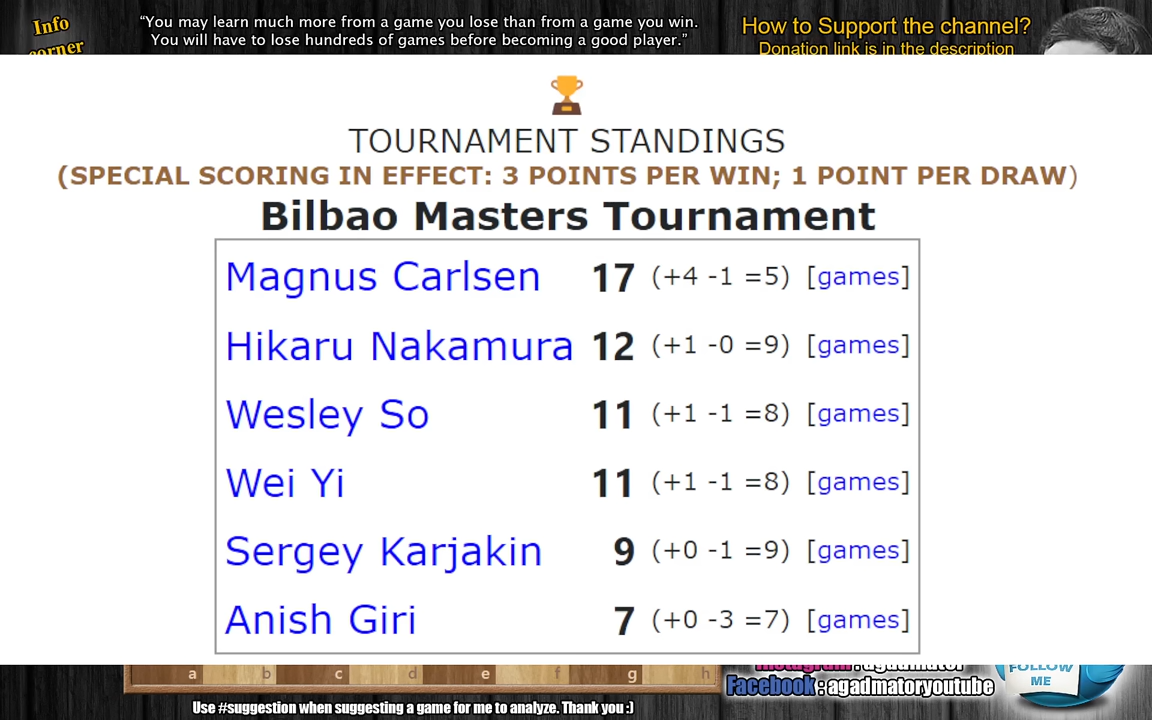 Info
corner
“You may learn much more from a game you lose than from a game you win.
You will have to lose hundreds of games before becoming a good player.”
How to Support the channel?
Donation link is in the description
TOURNAMENT STANDINGS
(SPECIAL SCORING IN EFFECT: 3 POINTS PER WIN; 1 POINT PER DRAW)
Bilbao Masters Tournament
Magnus Carlsen 17 (+4 -1 =5) [games]
Hikaru Nakamura 12 (+1 -0 =9) [games]
Wesley So 11 (+1 -1 =8) [games]
Wei Yi 11 (+1 -1 =8) [games]
Sergey Karjakin 9 (+0 -1 =9) [games]
Anish Giri 7 (+0 -3 =7) [games]
a b c d e f g h
Instagram: agadmator
Facebook: agadmatoryoutube
FOLLOW
ME
Use #suggestion when suggesting a game for me to analyze. Thank you :)